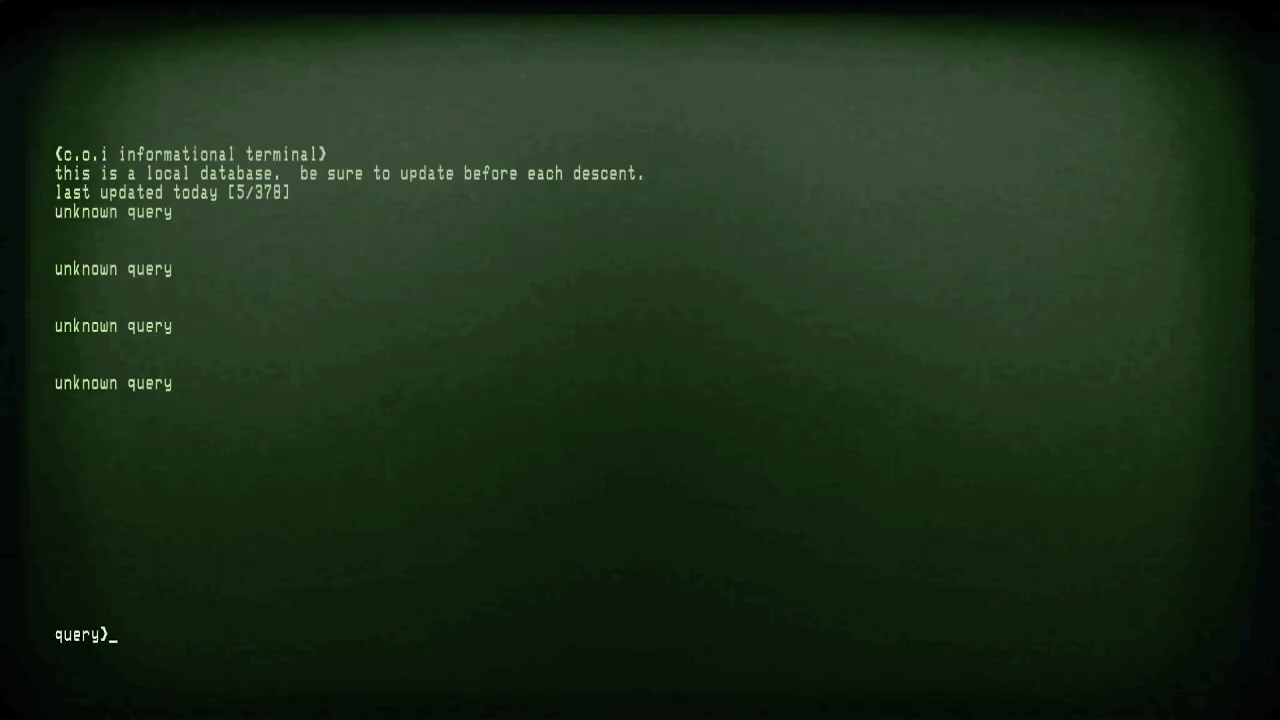 {c.o.i informational terminal}
this is a local database.  be sure to update before each descent.
last updated today [5/378]
unknown query
unknown query
unknown query
unknown query
query}_